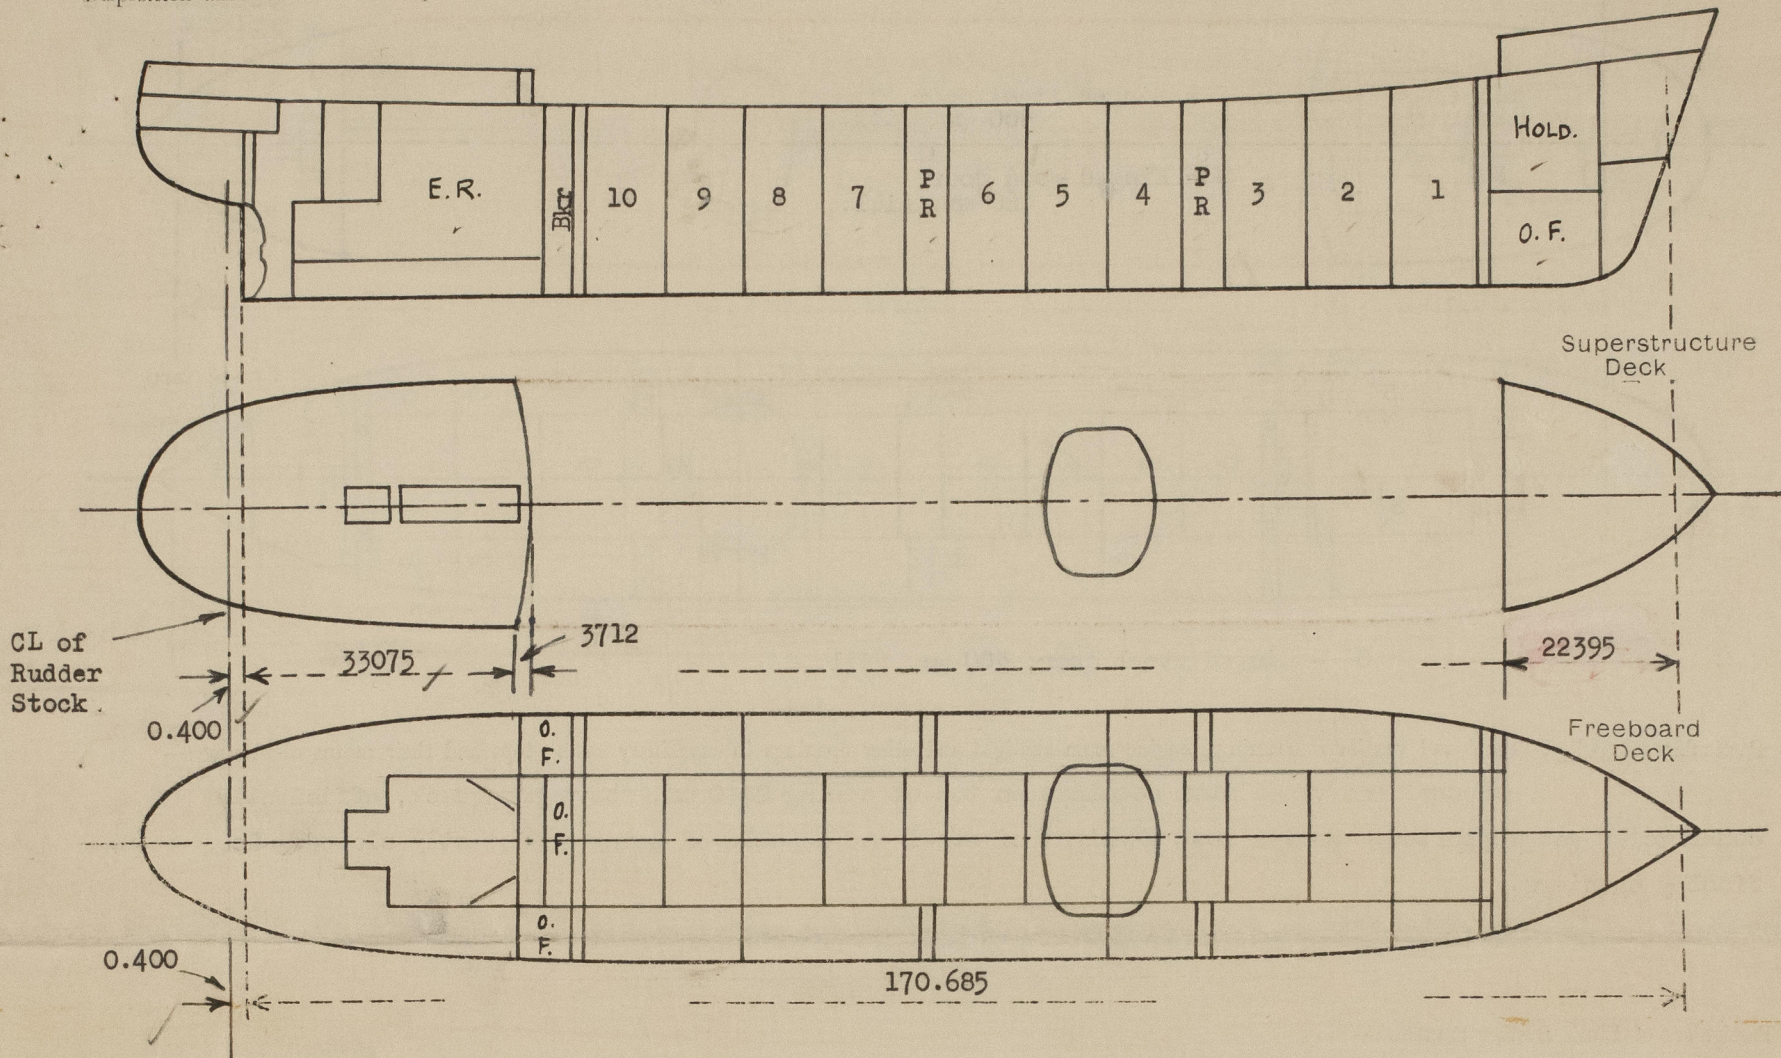 HOLD.
E.R.
Bkr
10
9
8
7
P
R
6
5
4
P
R
3
2
1
O.F.
Superstructure
Deck
CL of
Rudder
Stock.
33075
3712
22395
0.400
Freeboard
Deck
O.
F.
O.
F.
O.
F.
0.400
170.685